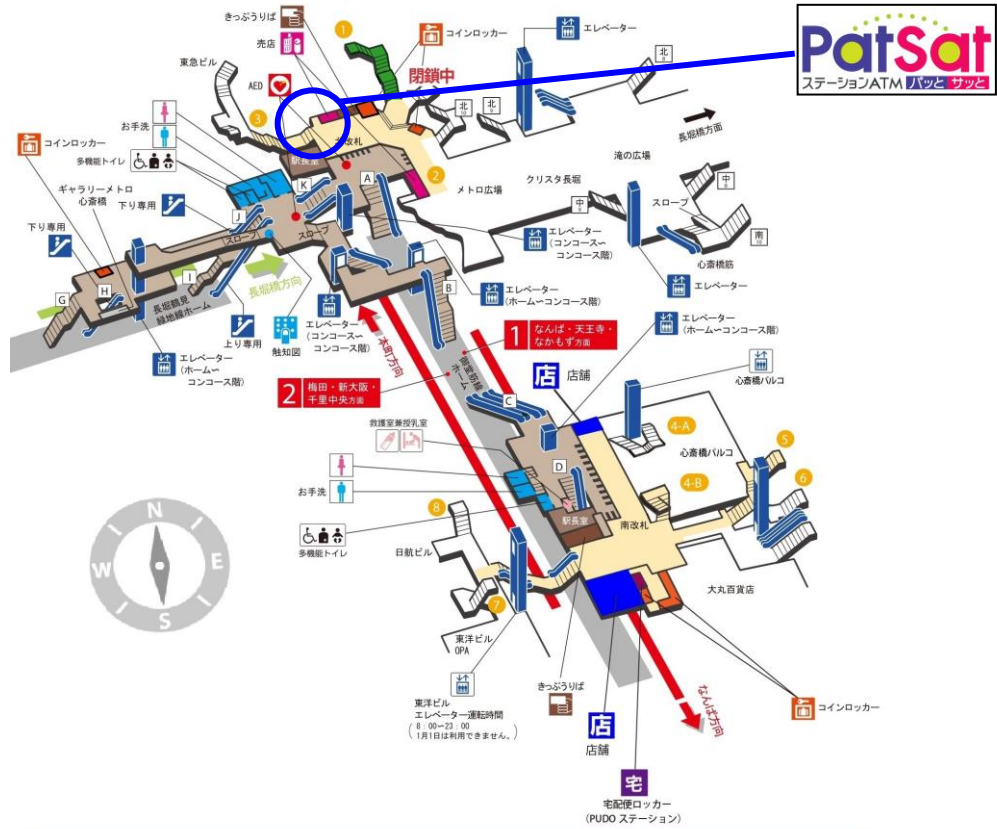 きっぷうりば
1
コインロッカー
エレベーター
北
8
PatSat
ステーションATM パッと サッと
売店
閉鎖中
東急ビル
AED
3
北
10
北
9
長堀橋方面
お手洗
北改札
駅長室
滝の広場
コインロッカー
多機能トイレ
2
メトロ広場
クリスタ長堀
中
ギャラリーメトロ
心斎橋
下り専用
K
A
中
スロープ
下り専用
J
スロープ
スロープ
エレベーター
(コンコース〜
コンコース階)
南
心斎橋筋
G
H
I
長堀橋方向
長堀鶴見
緑地線ホーム
B
エレベーター
(ホーム〜コンコース階)
エレベーター
エレベーター
(ホーム〜
コンコース階)
上り専用
触知図
エレベーター
(コンコース〜
コンコース階)
本町方向
1 なんば・天王寺・
なかもず方面
エレベーター
(ホーム〜コンコース階)
御堂筋線
ホーム
2 梅田・新大阪・
千里中央方面
店 店舗
心斎橋パルコ
C
救護室兼授乳室
4-A
心斎橋パルコ
5
D
4-B
6
お手洗
8
駅長室
南改札
多機能トイレ
日航ビル
N
W
E
S
7
大丸百貨店
東洋ビル
OPA
きっぷうりば
なんば方向
コインロッカー
東洋ビル
エレベーター運転時間
(8:00〜23:00
1月1日は利用できません。)
店
店舗
宅
宅配便ロッカー
(PUDO ステーション)